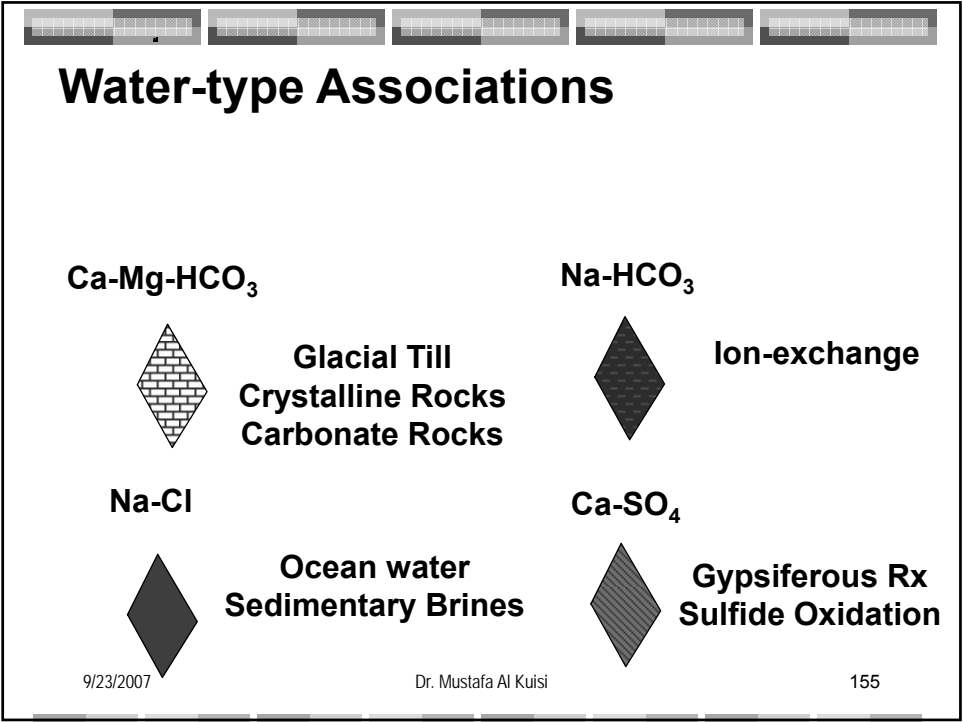 Water-type Associations
Ca-Mg-HCO₃
Glacial Till
Crystalline Rocks
Carbonate Rocks
Na-HCO₃
Ion-exchange
Na-Cl
Ocean water
Sedimentary Brines
Ca-SO₄
Gypsiferous Rx
Sulfide Oxidation
9/23/2007
Dr. Mustafa Al Kuisi
155